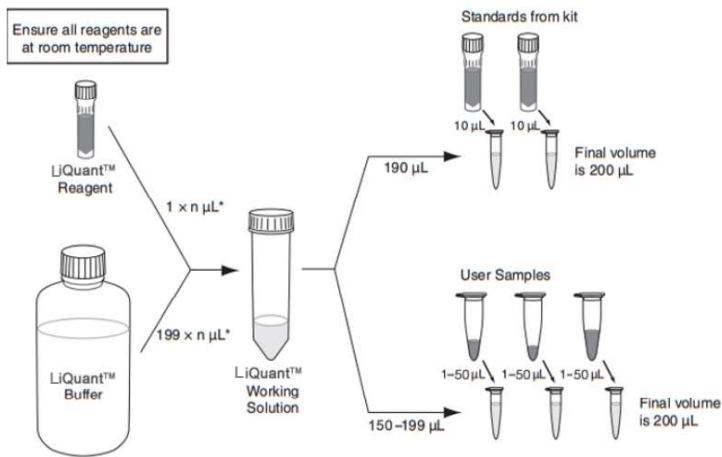 Ensure all reagents are
at room temperature
LiQuant™
Reagent
1 × n µL*
199 × n µL*
LiQuant™
Buffer
LiQuant™
Working
Solution
Standards from kit
10 µL
10 µL
190 µL
Final volume
is 200 µL
User Samples
1–50 µL
1–50 µL
1–50 µL
150–199 µL
Final volume
is 200 µL